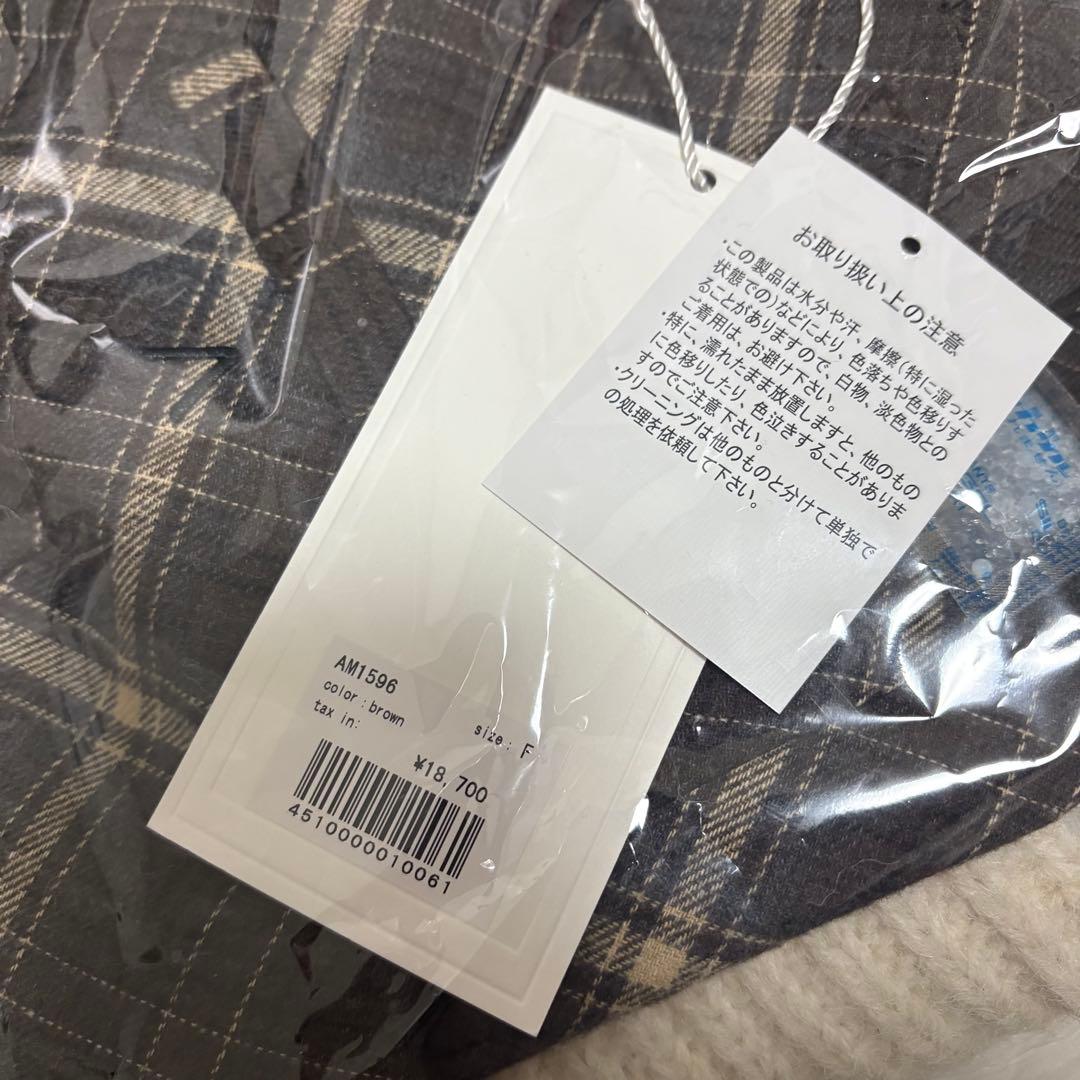 お取り扱い上の注意
・この製品は水分や汗、摩擦(特に湿った
状態での)などにより、色落ちや色移りす
ることがありますので、白物、淡色物との
ご着用は、お避け下さい。
・特に、濡れたまま放置しますと、他のもの
に色移りしたり、色泣きすることがありま
すのでご注意下さい。
・クリーニングは他のものと分けて単独で
の処理を依頼して下さい。
AM1596
color:brown
size: F
tax in:
¥18,700
4510000010061